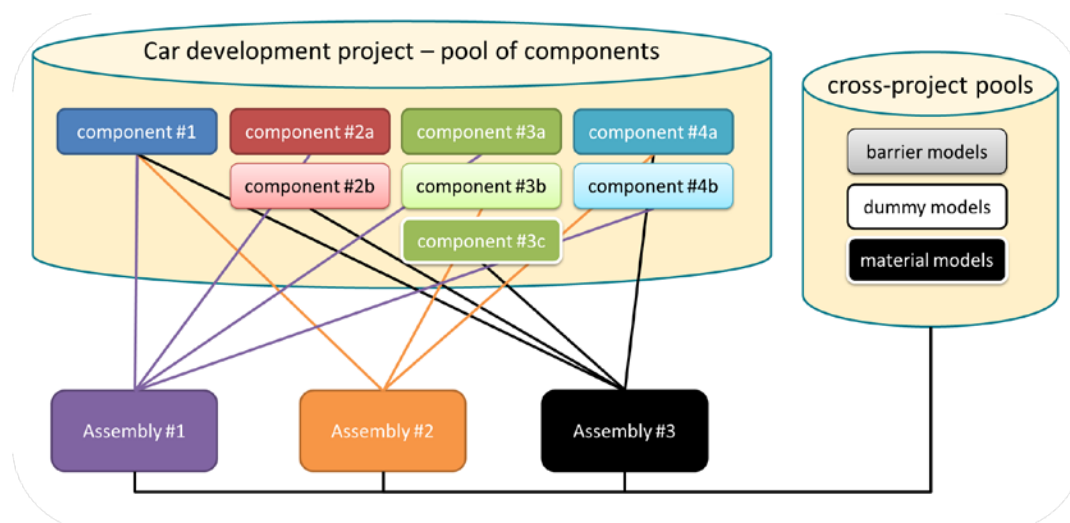 Car development project – pool of components
cross-project pools
component #1
component #2a
component #3a
component #4a
component #2b
component #3b
component #4b
component #3c
barrier models
dummy models
material models
Assembly #1
Assembly #2
Assembly #3